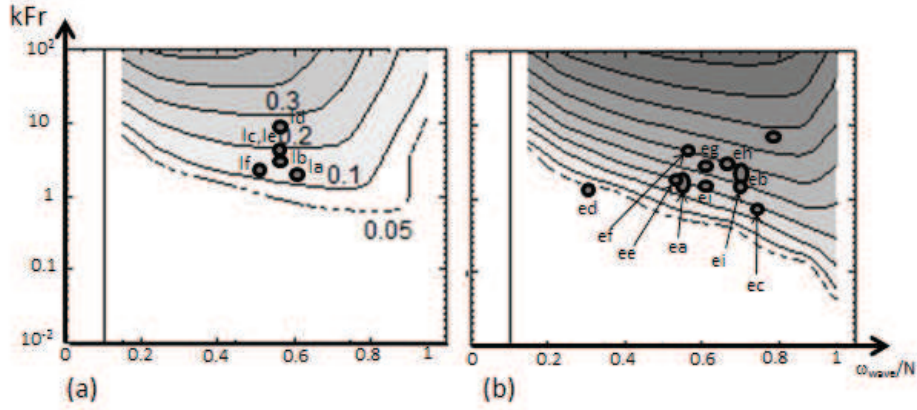 kFr
10²
10
1
0.1
10⁻²
0 0.2 0.4 0.6 0.8 1
0.3
ld
lc,le 0.2
lb
lf la
0.1
0.05
(a)
eg eh
eb
ed
ef
ee ea ei
ec
0 0.2 0.4 0.6 0.8 1
ω_wave/N
(b)